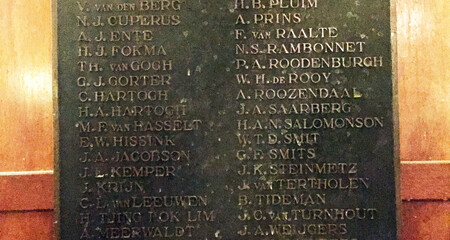 V. VAN DEN BERG
N. J. CUPERUS
A. J. ENTE
H. J. FOKMA
TH. VAN GOGH
G. J. GORTER
C. HARTOCH
H. A. HARTOCH
M. F. VAN HASSELT
E. W. HISSINK
J. A. JACOBSON
J. L. KEMPER
J. KRIJN
C. L. VAN LEEUWEN
H. TJING LOK LIM
A. MEERWALDT
H. B. PLUIM
A. PRINS
F. VAN RAALTE
N. S. RAMBONNET
P. A. ROODENBURGH
W. H. DE ROOY
A. ROOZENDAAL
J. A. SAARBERG
H. A. N. SALOMONSON
W. T. D. SMIT
G. F. SMITS
J. K. STEINMETZ
J. VAN TERTHOLEN
B. TIDEMAN
J. C. VAN TURNHOUT
J. A. WEIJGERS